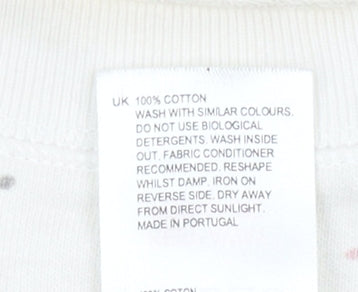 UK 100% COTTON
WASH WITH SIMILAR COLOURS.
DO NOT USE BIOLOGICAL
DETERGENTS. WASH INSIDE
OUT. FABRIC CONDITIONER
RECOMMENDED. RESHAPE
WHILST DAMP. IRON ON
REVERSE SIDE. DRY AWAY
FROM DIRECT SUNLIGHT.
MADE IN PORTUGAL